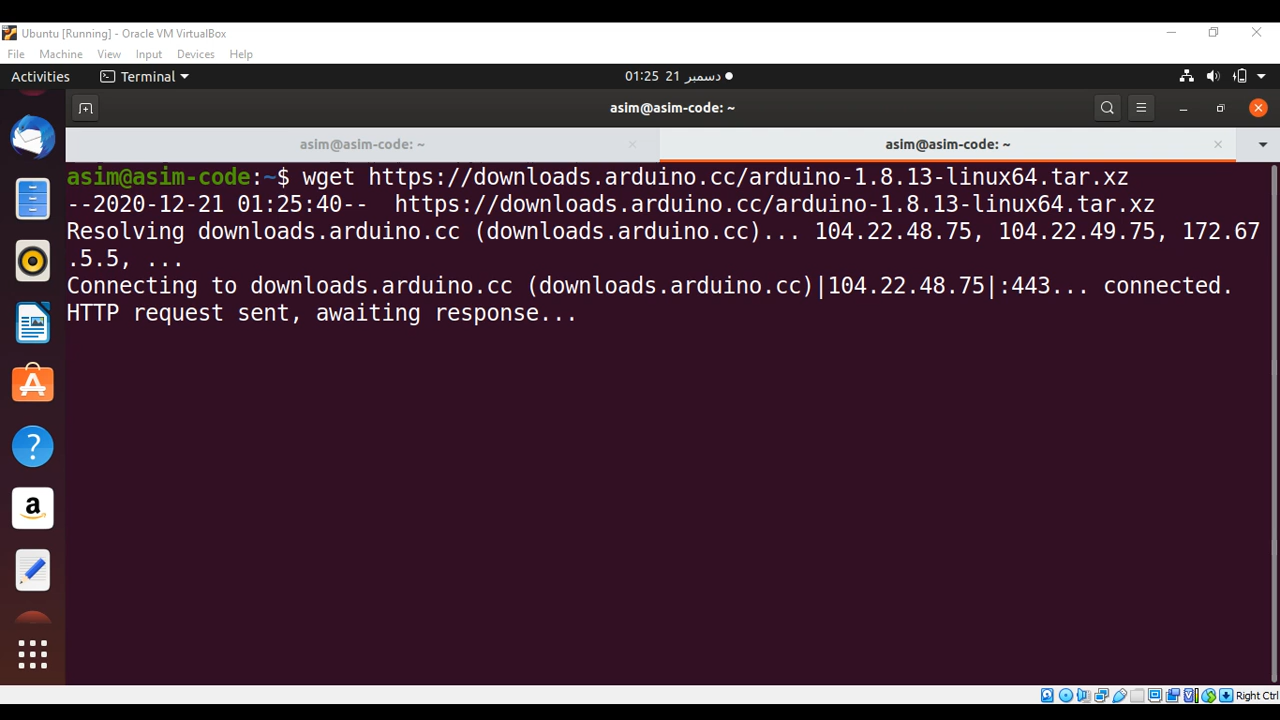 Ubuntu [Running] - Oracle VM VirtualBox
File Machine View Input Devices Help
Activities Terminal 01:25 21 دسمبر
asim@asim-code: ~
asim@asim-code: ~ asim@asim-code: ~
asim@asim-code:~$ wget https://downloads.arduino.cc/arduino-1.8.13-linux64.tar.xz
--2020-12-21 01:25:40-- https://downloads.arduino.cc/arduino-1.8.13-linux64.tar.xz
Resolving downloads.arduino.cc (downloads.arduino.cc)... 104.22.48.75, 104.22.49.75, 172.67
.5.5, ...
Connecting to downloads.arduino.cc (downloads.arduino.cc)|104.22.48.75|:443... connected.
HTTP request sent, awaiting response...
Right Ctrl